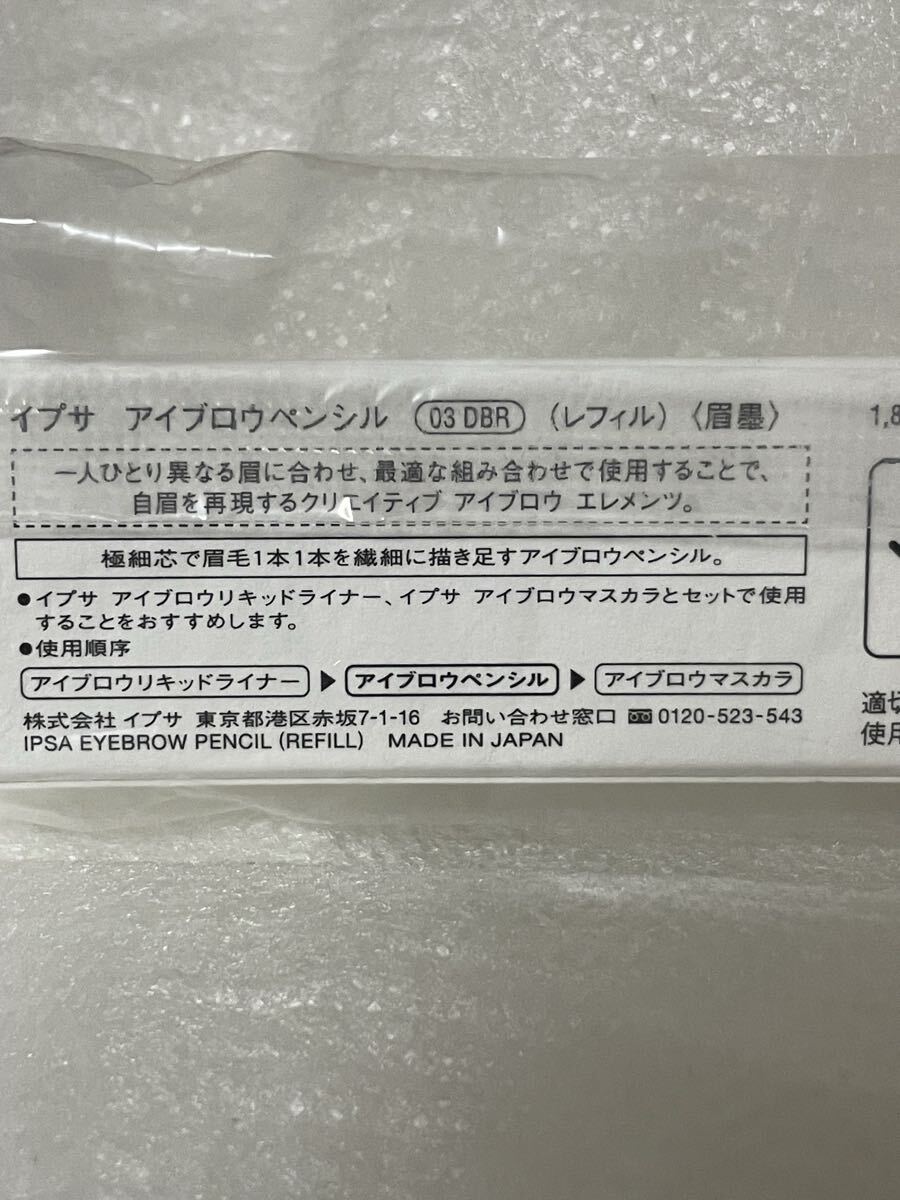 イプサ アイブロウペンシル 03 DBR (レフィル) 〈眉墨〉 1,8
一人ひとり異なる眉に合わせ、最適な組み合わせで使用することで、
自眉を再現するクリエイティブ アイブロウ エレメンツ。
極細芯で眉毛1本1本を繊細に描き足すアイブロウペンシル。
●イプサ アイブロウリキッドライナー、イプサ アイブロウマスカラとセットで使用
することをおすすめします。
●使用順序
アイブロウリキッドライナー ▶ アイブロウペンシル ▶ アイブロウマスカラ
株式会社 イプサ 東京都港区赤坂7-1-16 お問い合わせ窓口 0120-523-543
IPSA EYEBROW PENCIL (REFILL) MADE IN JAPAN
適切
使用